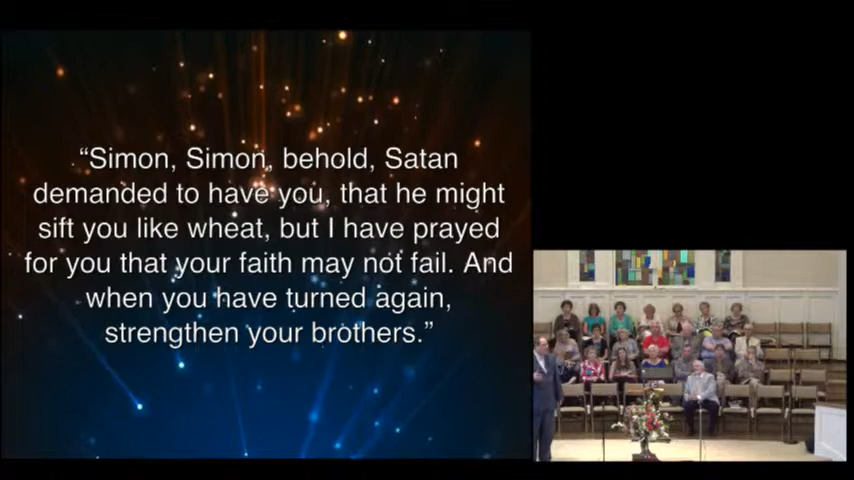 “Simon, Simon, behold, Satan
demanded to have you, that he might
sift you like wheat, but I have prayed
for you that your faith may not fail. And
when you have turned again,
strengthen your brothers.”